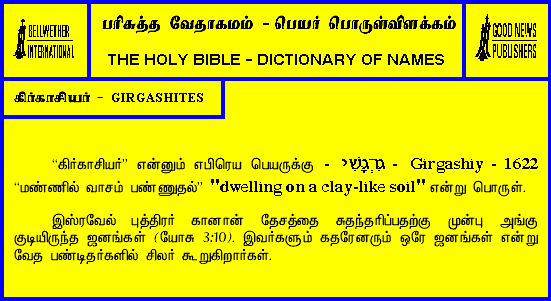 BELLWETHER
INTERNATIONAL
பரிசுத்த வேதாகமம் - பெயர் பொருள்விளக்கம்
THE HOLY BIBLE - DICTIONARY OF NAMES
GOOD NEWS
PUBLISHERS
கிர்காசியர் - GIRGASHITES
“கிர்காசியர்” என்னும் எபிரெய பெயருக்கு - גִּרְגָּשִׁי - Girgashiy - 1622
“மண்ணில் வாசம் பண்ணுதல்” "dwelling on a clay-like soil" என்று பொருள்.
இஸ்ரவேல் புத்திரர் கானான் தேசத்தை சுதந்தரிப்பதற்கு முன்பு அங்கு
குடியிருந்த ஜனங்கள் (யோசு 3:10). இவர்களும் கதரேனரும் ஒரே ஜனங்கள் என்று
வேத பண்டிதர்களில் சிலர் கூறுகிறார்கள்.